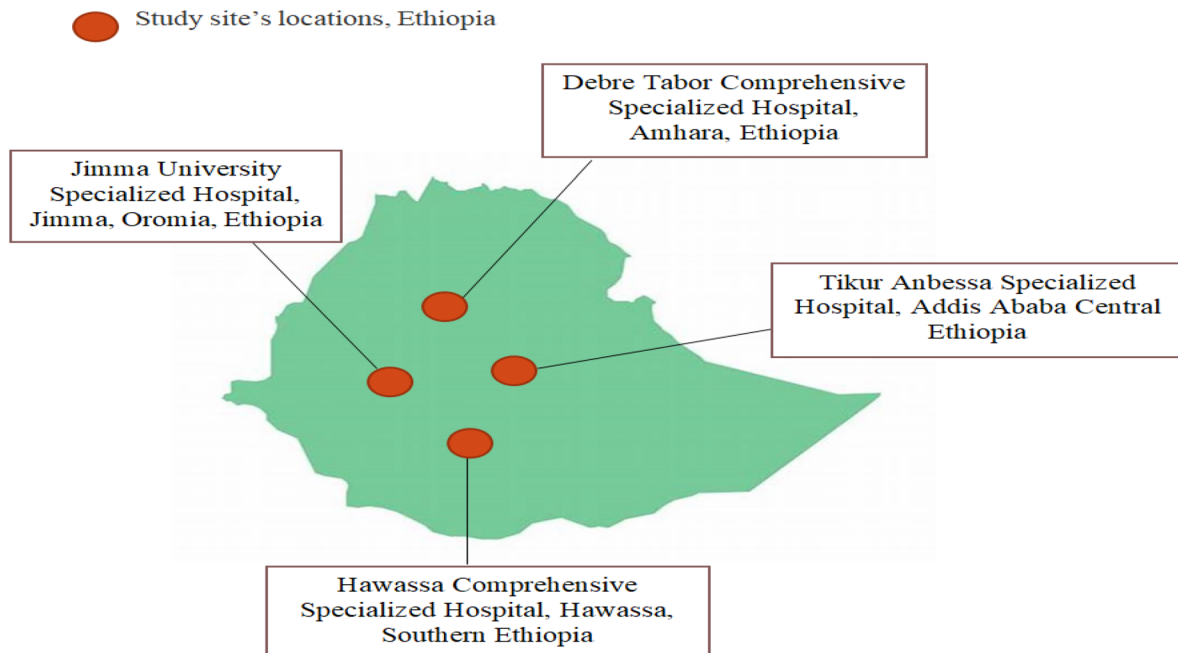 Study site's locations, Ethiopia
Debre Tabor Comprehensive
Specialized Hospital,
Amhara, Ethiopia
Jimma University
Specialized Hospital,
Jimma, Oromia, Ethiopia
Tikur Anbessa Specialized
Hospital, Addis Ababa Central
Ethiopia
Hawassa Comprehensive
Specialized Hospital, Hawassa,
Southern Ethiopia